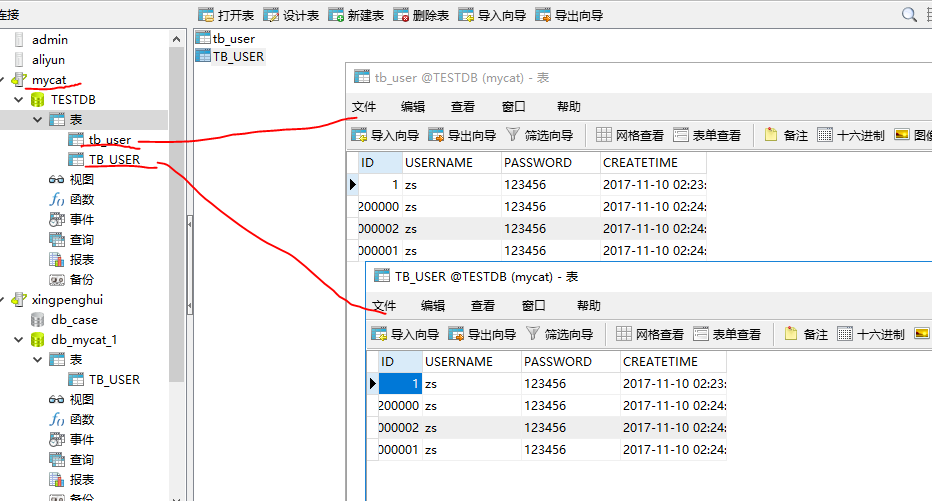 连接
admin
aliyun
mycat
TESTDB
表
tb_user
TB_USER
视图
函数
事件
查询
报表
备份
xingpenghui
db_case
db_mycat_1
表
TB_USER
视图
函数
事件
查询
报表
备份
打开表 设计表 新建表 删除表 导入向导 导出向导
tb_user
TB_USER
tb_user @TESTDB (mycat) - 表
文件 编辑 查看 窗口 帮助
导入向导 导出向导 筛选向导 网格查看 表单查看 备注 十六进制 图像
ID USERNAME PASSWORD CREATETIME
1 zs 123456 2017-11-10 02:23:
200000 zs 123456 2017-11-10 02:24:
000002 zs 123456 2017-11-10 02:24:
000001 zs 123456 2017-11-10 02:24:
TB_USER @TESTDB (mycat) - 表
文件 编辑 查看 窗口 帮助
导入向导 导出向导 筛选向导 网格查看 表单查看 备注 十六进制
ID USERNAME PASSWORD CREATETIME
1 zs 123456 2017-11-10 02:23:
200000 zs 123456 2017-11-10 02:24:
000002 zs 123456 2017-11-10 02:24:
000001 zs 123456 2017-11-10 02:24: